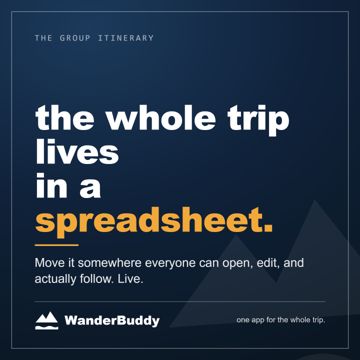 THE GROUP ITINERARY
the whole trip
lives
in a
spreadsheet.
Move it somewhere everyone can open, edit, and
actually follow. Live.
WanderBuddy
one app for the whole trip.